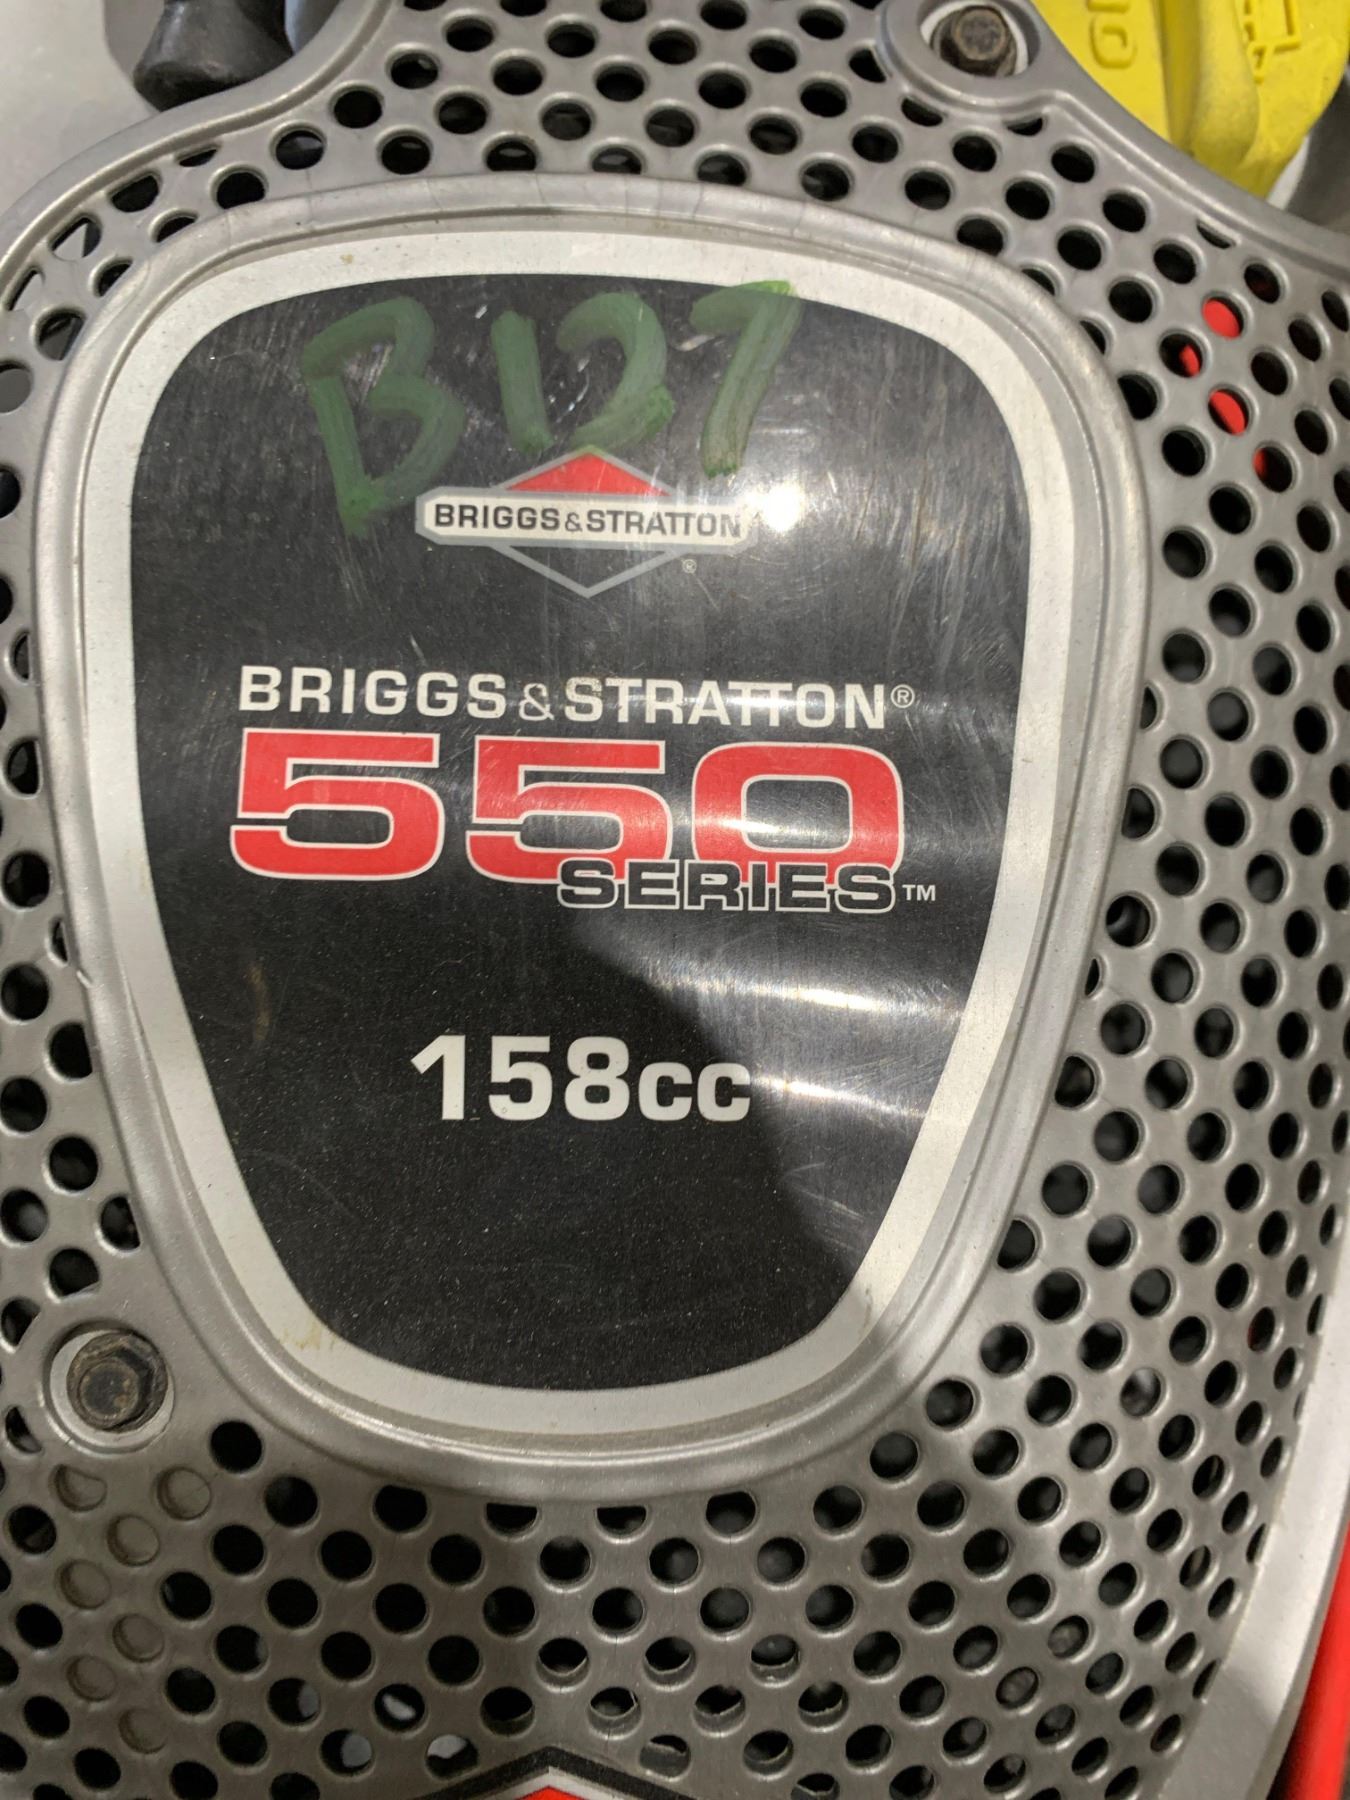 B127
BRIGGS&STRATTON
®
BRIGGS & STRATTON®
550
SERIES™
158cc